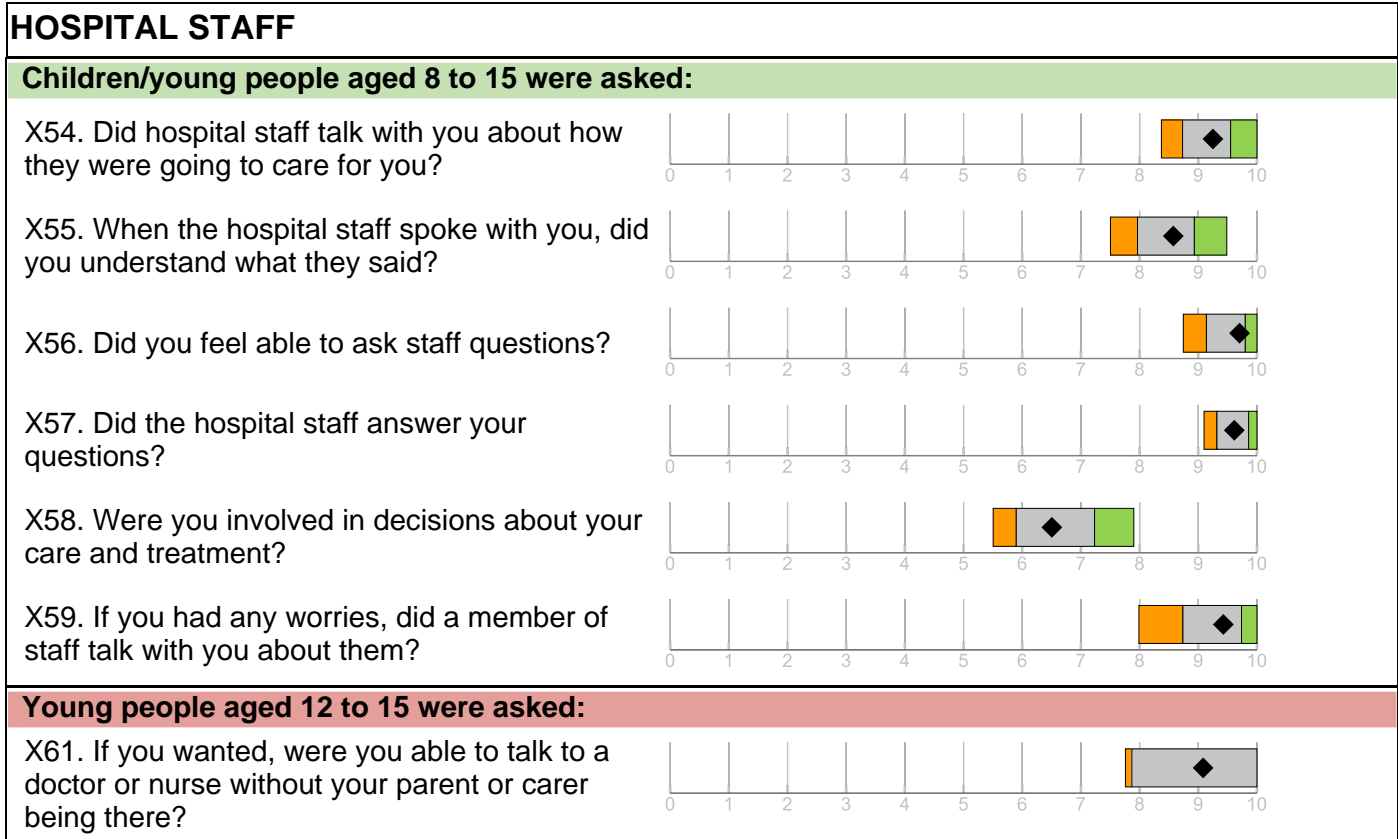 HOSPITAL STAFF
Children/young people aged 8 to 15 were asked:
X54. Did hospital staff talk with you about how
they were going to care for you?
0 1 2 3 4 5 6 7 8 9 10
X55. When the hospital staff spoke with you, did
you understand what they said?
0 1 2 3 4 5 6 7 8 9 10
X56. Did you feel able to ask staff questions?
0 1 2 3 4 5 6 7 8 9 10
X57. Did the hospital staff answer your
questions?
0 1 2 3 4 5 6 7 8 9 10
X58. Were you involved in decisions about your
care and treatment?
0 1 2 3 4 5 6 7 8 9 10
X59. If you had any worries, did a member of
staff talk with you about them?
0 1 2 3 4 5 6 7 8 9 10
Young people aged 12 to 15 were asked:
X61. If you wanted, were you able to talk to a
doctor or nurse without your parent or carer
being there?
0 1 2 3 4 5 6 7 8 9 10